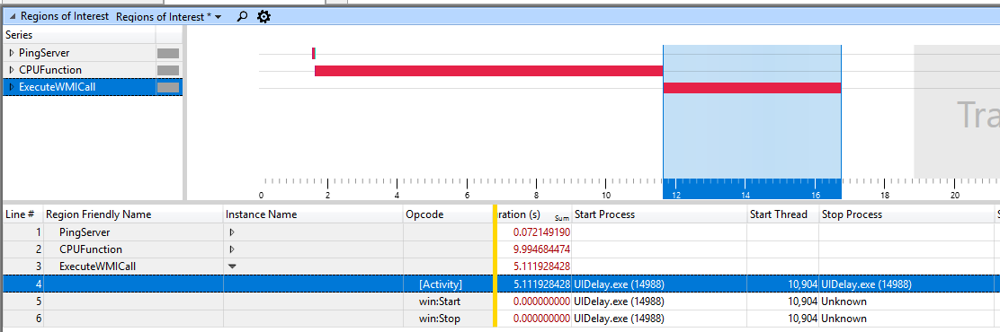 Regions of Interest Regions of Interest *
Series
PingServer
CPUFunction
ExecuteWMICall
Tra
0 2 4 6 8 10 12 14 16 18 20
Line # Region Friendly Name Instance Name Opcode ration (s) Sum Start Process Start Thread Stop Process S
1 PingServer 0.072149190
2 CPUFunction 9.994684474
3 ExecuteWMICall 5.111928428
4 [Activity] 5.111928428 UIDelay.exe (14988) 10,904 UIDelay.exe (14988)
5 win:Start 0.000000000 UIDelay.exe (14988) 10,904 Unknown
6 win:Stop 0.000000000 UIDelay.exe (14988) 10,904 Unknown